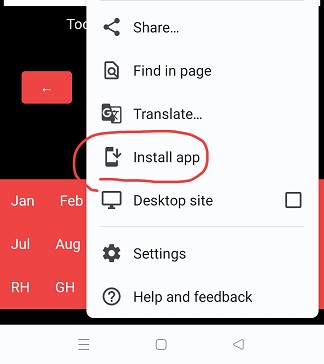 Share...
Too
Find in page
←
Translate...
Install app
Desktop site
Jan Feb
Jul Aug
Settings
RH GH
Help and feedback